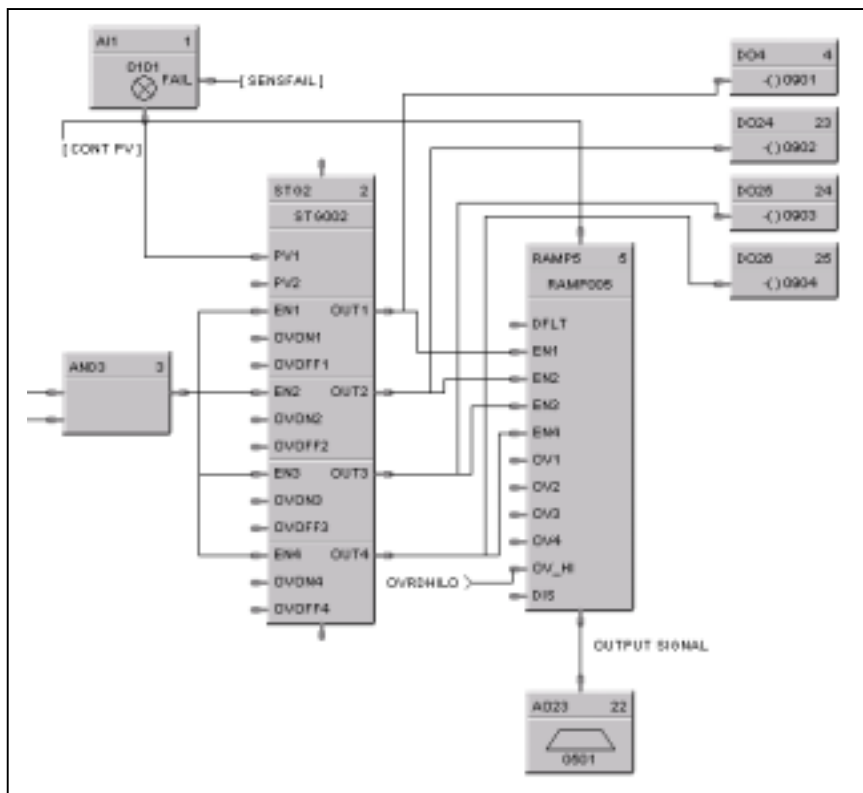 AI1 1
0101
FAIL
[ SENSFAIL ]
[ CONT PV ]
DO4 4
-( ) 0901
DO24 23
-( ) 0902
DO25 24
-( ) 0903
DO26 25
-( ) 0904
STG2 2
STG002
PV1
PV2
EN1 OUT1
OVON1
OVOFF1
EN2 OUT2
OVON2
OVOFF2
EN3 OUT3
OVON3
OVOFF3
EN4 OUT4
OVON4
OVOFF4
AND3 3
RAMP5 5
RAMP005
DFLT
EN1
EN2
EN3
EN4
OV1
OV2
OV3
OV4
OV_HI
DIS
OVRDHILO
OUTPUT SIGNAL
AO23 22
0501